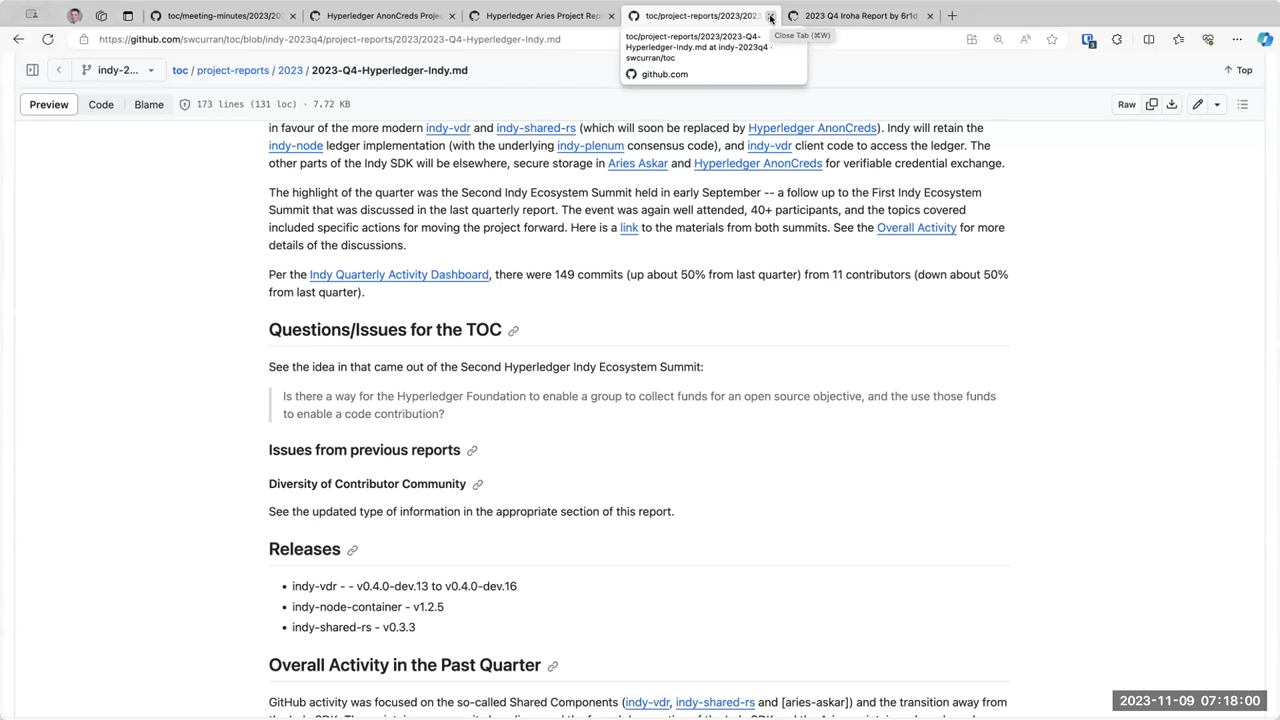 toc/meeting-minutes/2023/20
Hyperledger AnonCreds Proje
Hyperledger Aries Project Rep
toc/project-reports/2023/2023
2023 Q4 Iroha Report by 6r1d
https://github.com/swcurran/toc/blob/indy-2023q4/project-reports/2023/2023-Q4-Hyperledger-Indy.md
toc/project-reports/2023/2023-Q4-
Hyperledger-Indy.md at indy-2023q4 ·
swcurran/toc
github.com
Close Tab (⌘W)
indy-2... toc / project-reports / 2023 / 2023-Q4-Hyperledger-Indy.md Top
Preview Code Blame 173 lines (131 loc) · 7.72 KB Raw
in favour of the more modern indy-vdr and indy-shared-rs (which will soon be replaced by Hyperledger AnonCreds). Indy will retain the
indy-node ledger implementation (with the underlying indy-plenum consensus code), and indy-vdr client code to access the ledger. The
other parts of the Indy SDK will be elsewhere, secure storage in Aries Askar and Hyperledger AnonCreds for verifiable credential exchange.
The highlight of the quarter was the Second Indy Ecosystem Summit held in early September -- a follow up to the First Indy Ecosystem
Summit that was discussed in the last quarterly report. The event was again well attended, 40+ participants, and the topics covered
included specific actions for moving the project forward. Here is a link to the materials from both summits. See the Overall Activity for more
details of the discussions.
Per the Indy Quarterly Activity Dashboard, there were 149 commits (up about 50% from last quarter) from 11 contributors (down about 50%
from last quarter).
Questions/Issues for the TOC
See the idea in that came out of the Second Hyperledger Indy Ecosystem Summit:
Is there a way for the Hyperledger Foundation to enable a group to collect funds for an open source objective, and the use those funds
to enable a code contribution?
Issues from previous reports
Diversity of Contributor Community
See the updated type of information in the appropriate section of this report.
Releases
• indy-vdr - - v0.4.0-dev.13 to v0.4.0-dev.16
• indy-node-container - v1.2.5
• indy-shared-rs - v0.3.3
Overall Activity in the Past Quarter
GitHub activity was focused on the so-called Shared Components (indy-vdr, indy-shared-rs and [aries-askar]) and the transition away from
2023-11-09 07:18:00